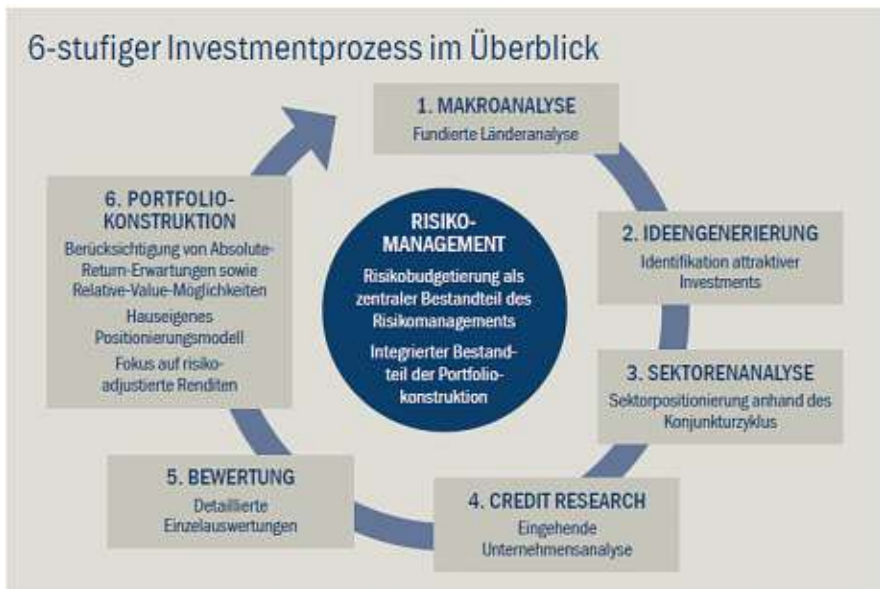 6-stufiger Investmentprozess im Überblick
1. MAKROANALYSE
Fundierte Länderanalyse
2. IDEENGENERIERUNG
Identifikation attraktiver
Investments
3. SEKTORENANALYSE
Sektorpositionierung anhand des
Konjunkturzyklus
4. CREDIT RESEARCH
Eingehende
Unternehmensanalyse
5. BEWERTUNG
Detaillierte
Einzelauswertungen
6. PORTFOLIO-
KONSTRUKTION
Berücksichtigung von Absolute-
Return-Erwartungen sowie
Relative-Value-Möglichkeiten
Hauseigenes
Positionierungsmodell
Fokus auf risiko-
adjustierte Renditen
RISIKO-
MANAGEMENT
Risikobudgetierung als
zentraler Bestandteil des
Risikomanagements
Integrierter Bestand-
teil der Portfolio-
konstruktion